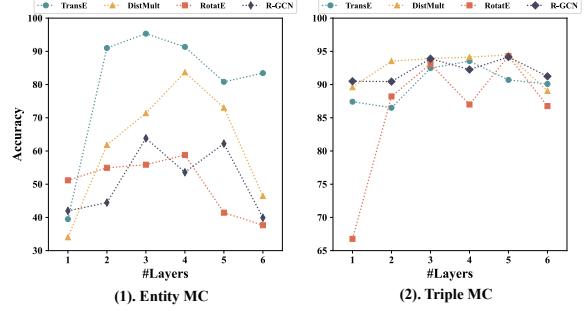 TransE DistMult RotatE R-GCN
100
90
80
70
60
50
40
30
Accuracy
1 2 3 4 5 6
#Layers
(1). Entity MC
TransE DistMult RotatE R-GCN
100
95
90
85
80
75
70
65
1 2 3 4 5 6
#Layers
(2). Triple MC